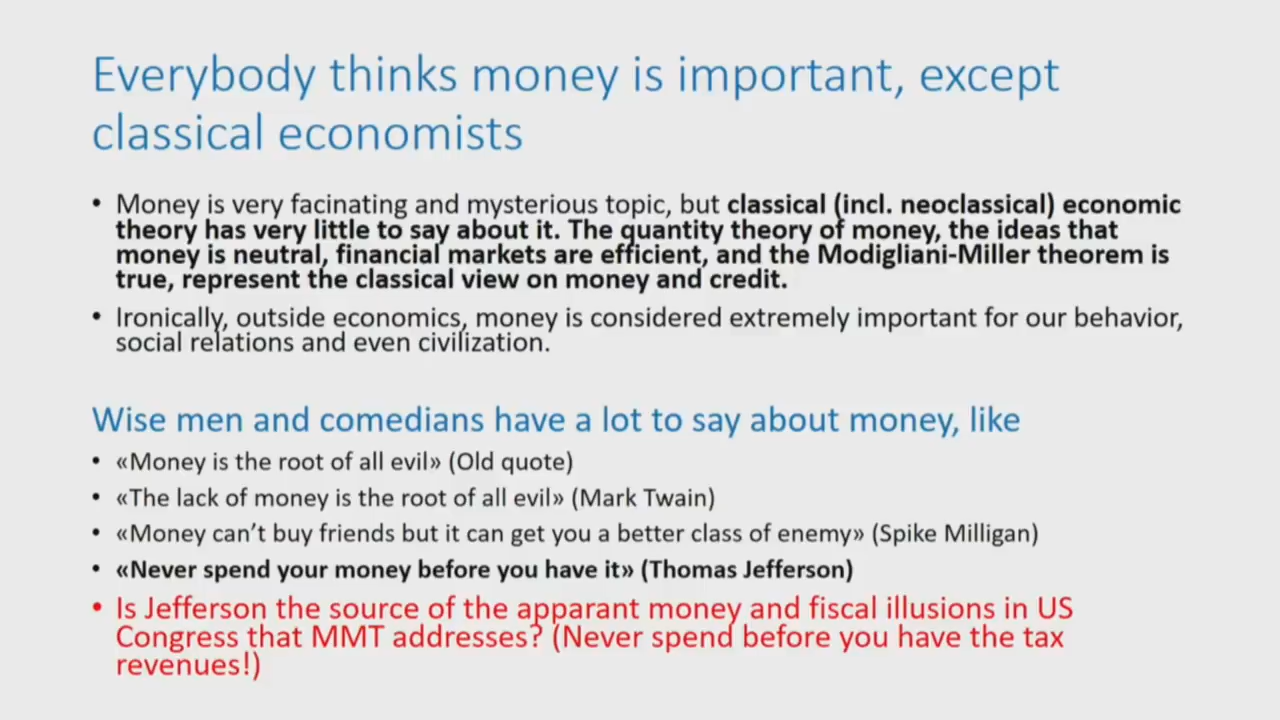 Everybody thinks money is important, except
classical economists
• Money is very facinating and mysterious topic, but classical (incl. neoclassical) economic
theory has very little to say about it. The quantity theory of money, the ideas that
money is neutral, financial markets are efficient, and the Modigliani-Miller theorem is
true, represent the classical view on money and credit.
• Ironically, outside economics, money is considered extremely important for our behavior,
social relations and even civilization.
Wise men and comedians have a lot to say about money, like
• «Money is the root of all evil» (Old quote)
• «The lack of money is the root of all evil» (Mark Twain)
• «Money can’t buy friends but it can get you a better class of enemy» (Spike Milligan)
• «Never spend your money before you have it» (Thomas Jefferson)
• Is Jefferson the source of the apparant money and fiscal illusions in US
Congress that MMT addresses? (Never spend before you have the tax
revenues!)